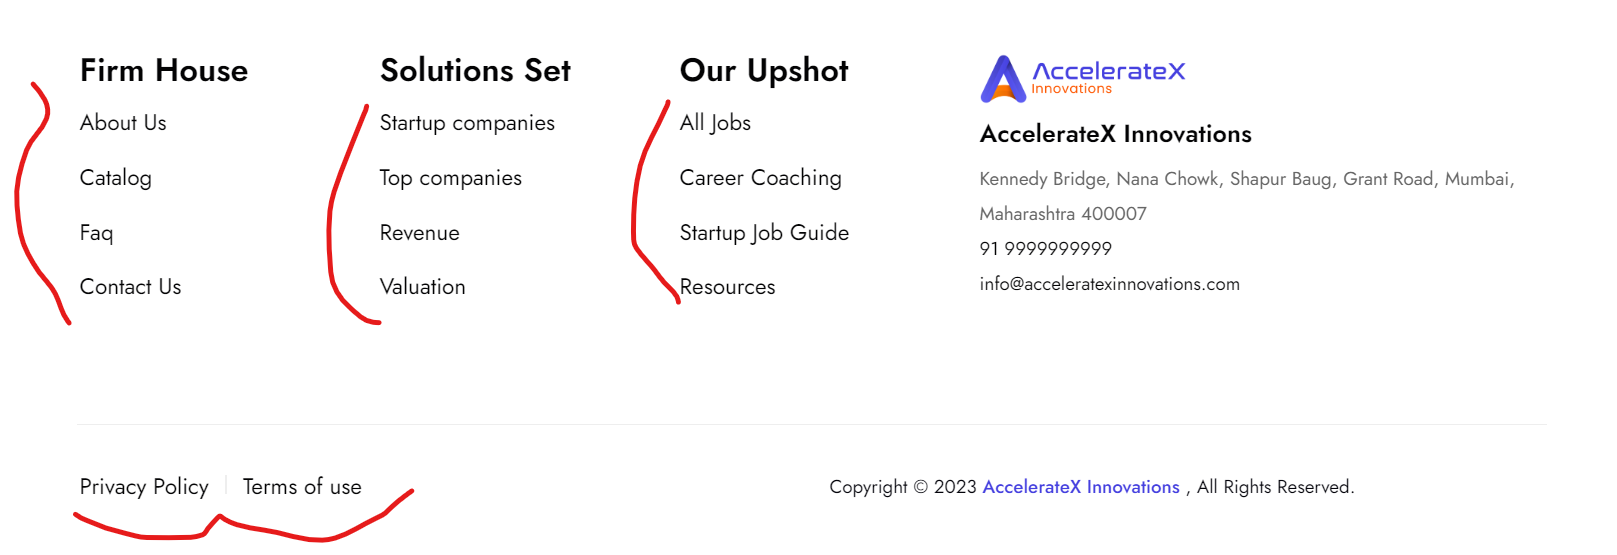 Firm House
About Us
Catalog
Faq
Contact Us
Solutions Set
Startup companies
Top companies
Revenue
Valuation
Our Upshot
All Jobs
Career Coaching
Startup Job Guide
Resources
AccelerateX
Innovations
AccelerateX Innovations
Kennedy Bridge, Nana Chowk, Shapur Baug, Grant Road, Mumbai,
Maharashtra 400007
91 9999999999
info@acceleratexinnovations.com
Privacy Policy | Terms of use
Copyright © 2023 AccelerateX Innovations , All Rights Reserved.